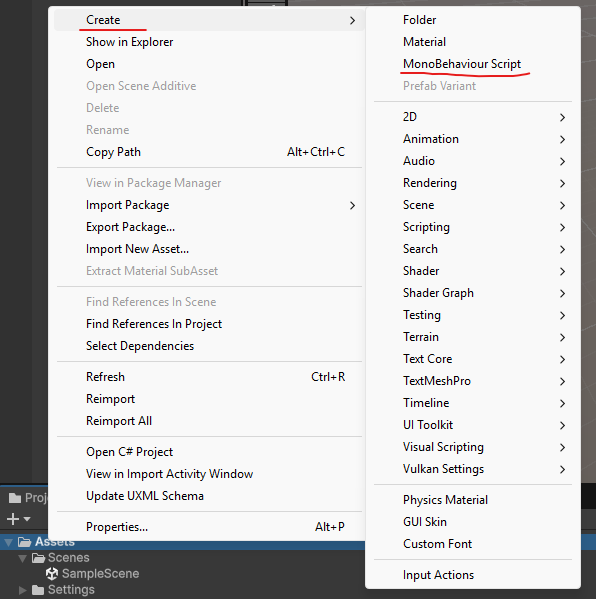 Create
Show in Explorer
Open
Open Scene Additive
Delete
Rename
Copy Path Alt+Ctrl+C
View in Package Manager
Import Package
Export Package...
Import New Asset...
Extract Material SubAsset
Find References In Scene
Find References In Project
Select Dependencies
Refresh Ctrl+R
Reimport
Reimport All
Open C# Project
View in Import Activity Window
Update UXML Schema
Properties... Alt+P
Folder
Material
MonoBehaviour Script
Prefab Variant
2D
Animation
Audio
Rendering
Scene
Scripting
Search
Shader
Shader Graph
Testing
Terrain
Text Core
TextMeshPro
Timeline
UI Toolkit
Visual Scripting
Vulkan Settings
Physics Material
GUI Skin
Custom Font
Input Actions
Proj
Assets
Scenes
SampleScene
Settings